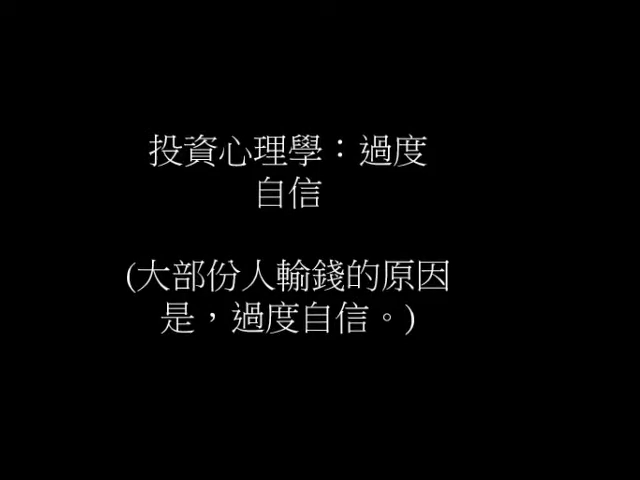 投資心理學：過度
自信
(大部份人輸錢的原因
是，過度自信。)